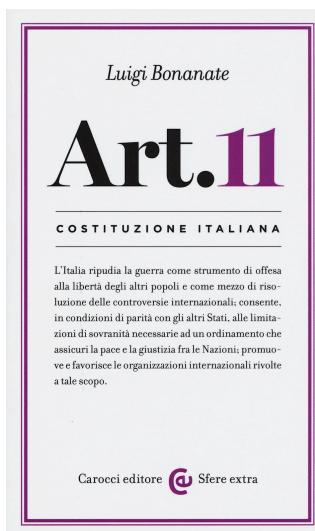 Luigi Bonanate
Art.11
COSTITUZIONE ITALIANA
L'Italia ripudia la guerra come strumento di offesa
alla libertà degli altri popoli e come mezzo di riso-
luzione delle controversie internazionali; consente,
in condizioni di parità con gli altri Stati, alle limita-
zioni di sovranità necessarie ad un ordinamento che
assicuri la pace e la giustizia fra le Nazioni; promuo-
ve e favorisce le organizzazioni internazionali rivolte
a tale scopo.
Carocci editore Sfere extra